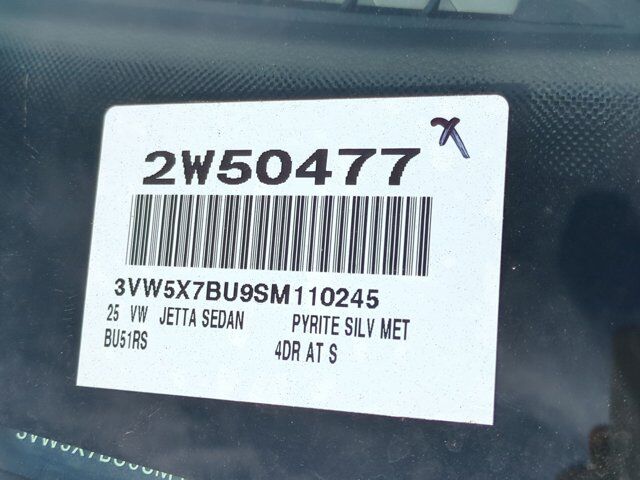 2W50477
3VW5X7BU9SM110245
25 VW JETTA SEDAN PYRITE SILV MET
BU51RS 4DR AT S